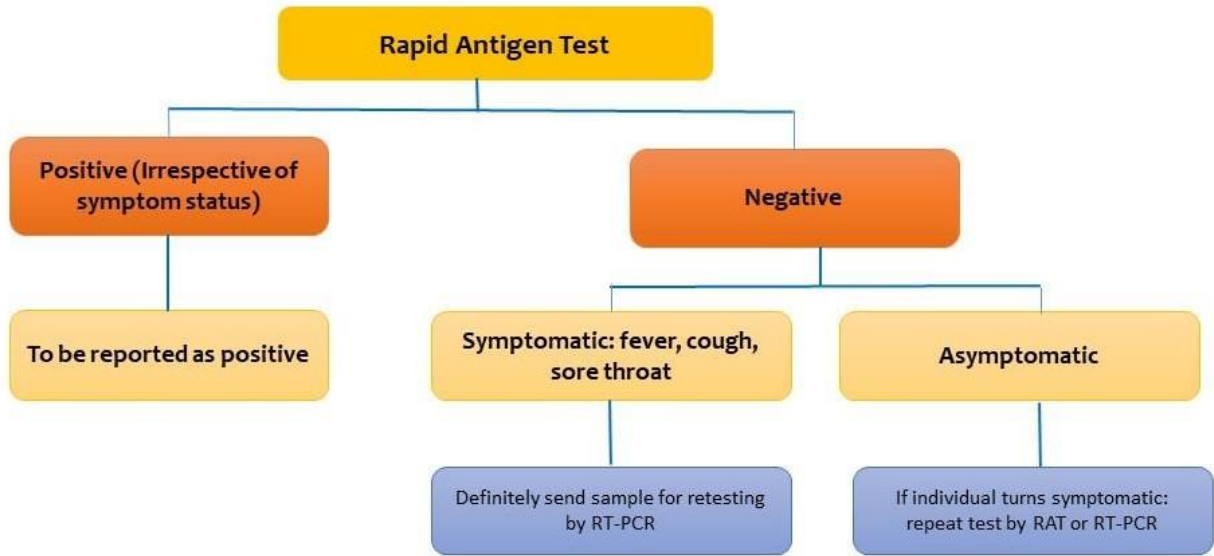 Rapid Antigen Test
Positive (Irrespective of
symptom status)
Negative
To be reported as positive
Symptomatic: fever, cough,
sore throat
Asymptomatic
Definitely send sample for retesting
by RT-PCR
If individual turns symptomatic:
repeat test by RAT or RT-PCR